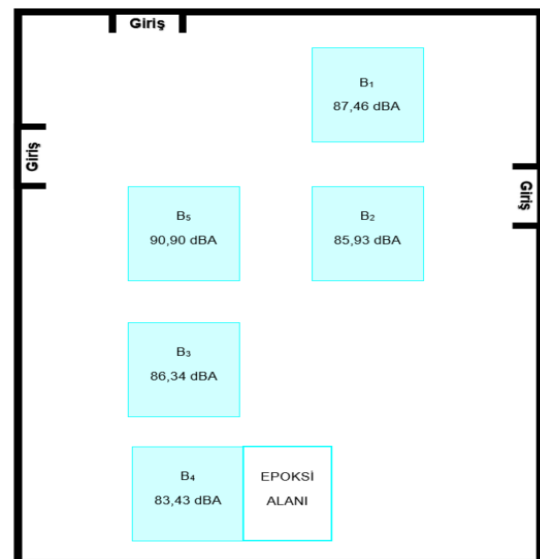 Giriş
B₁
87,46 dBA
Giriş
Giriş
B₅
90,90 dBA
B₂
85,93 dBA
B₃
86,34 dBA
B₄
83,43 dBA
EPOKSİ
ALANI